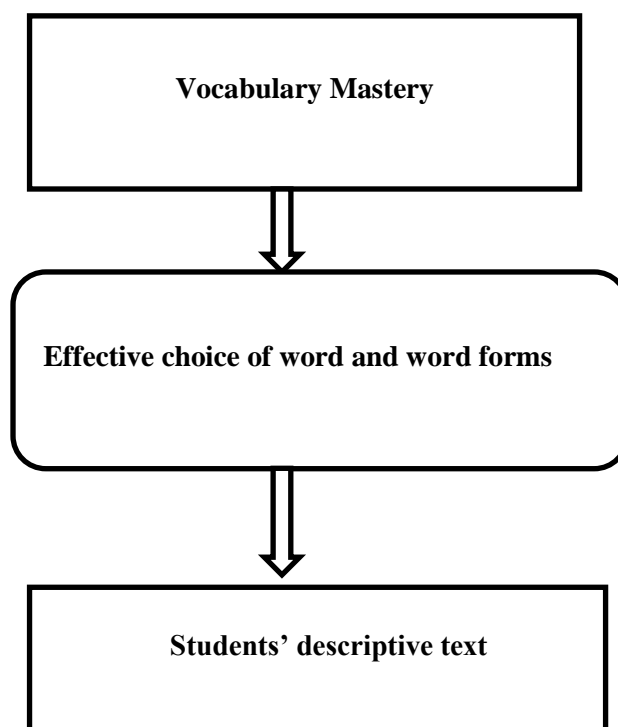 Vocabulary Mastery
Effective choice of word and word forms
Students’ descriptive text